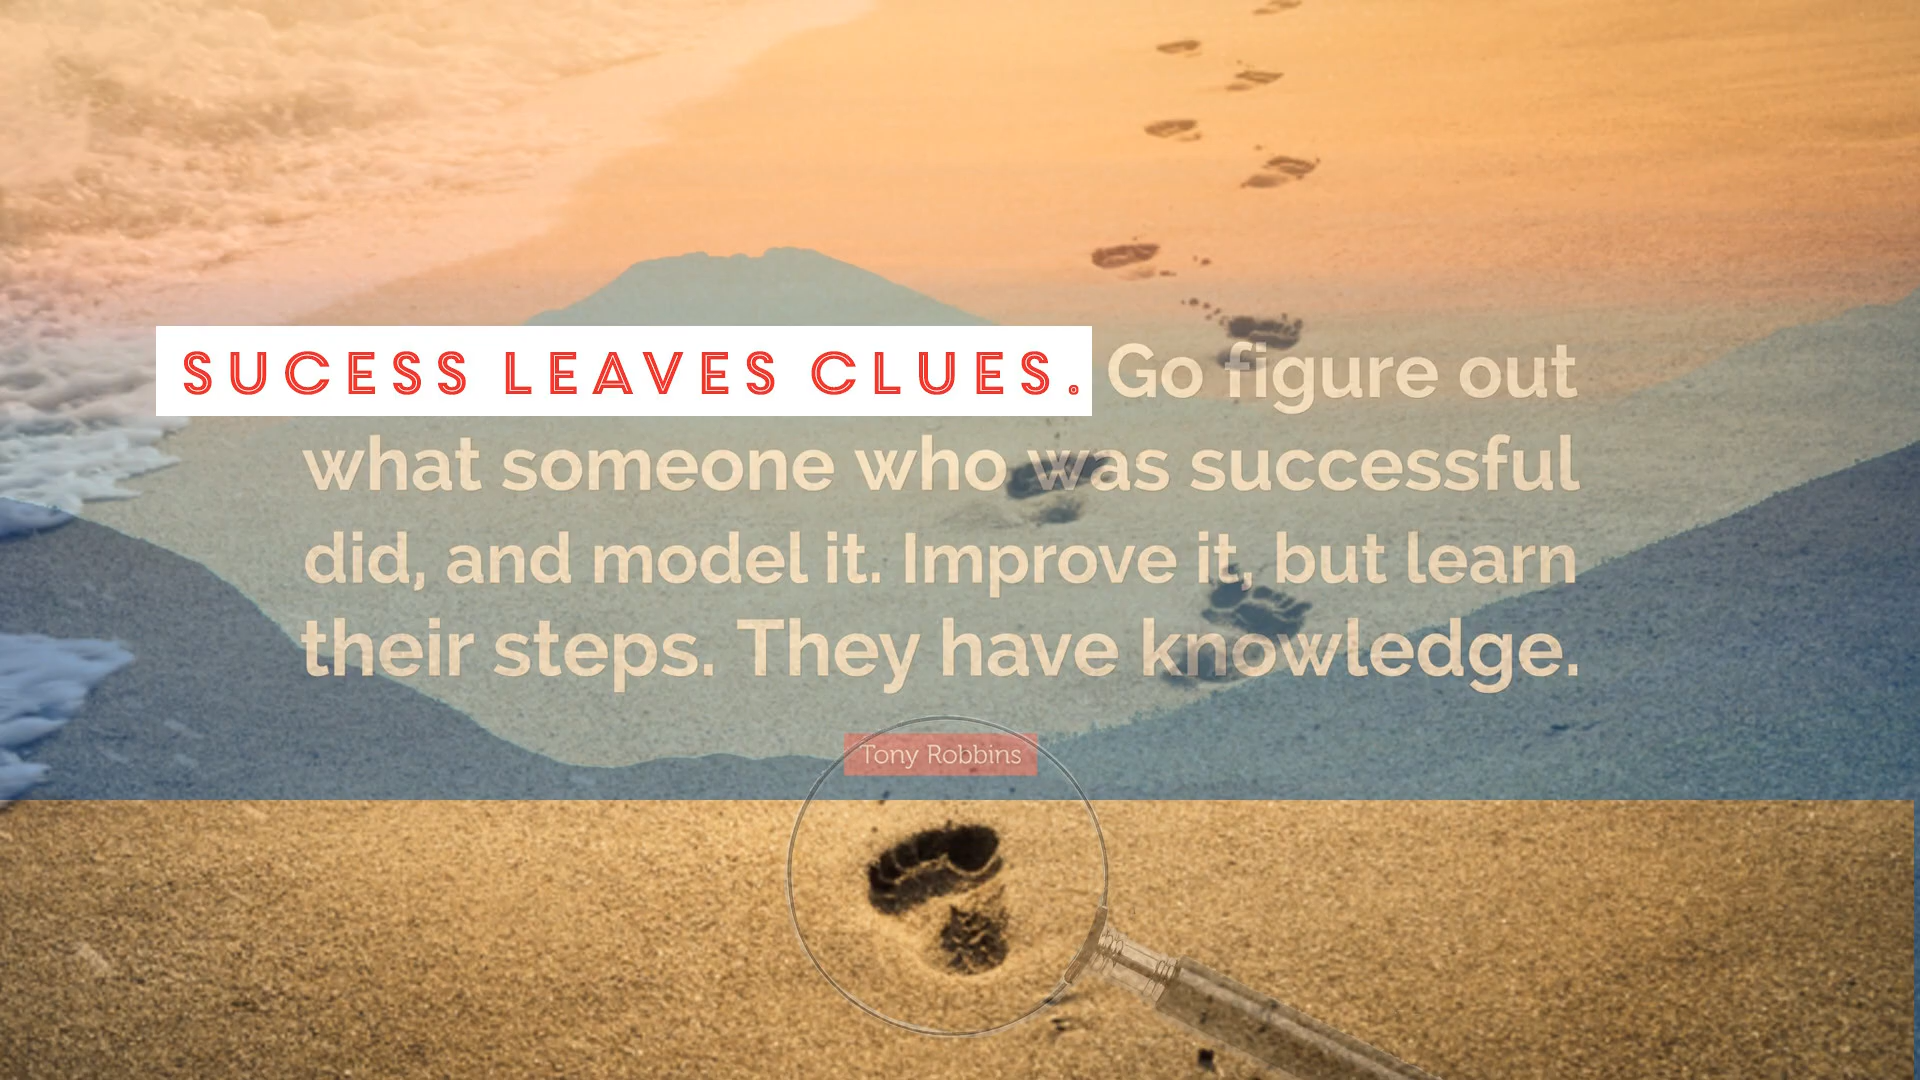 SUCESS LEAVES CLUES. Go figure out
what someone who was successful
did, and model it. Improve it, but learn
their steps. They have knowledge.
Tony Robbins